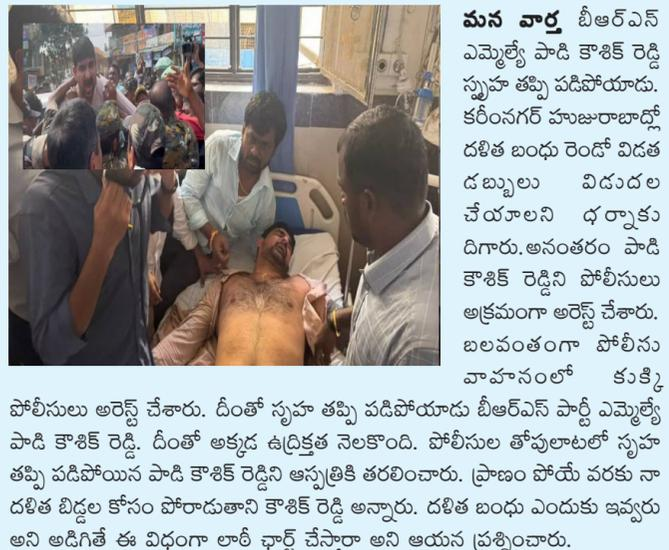 మన వార్త బీఆర్ఎస్
ఎమ్మెల్యే పాడి కౌశిక్ రెడ్డి
స్పృహ తప్పి పడిపోయాడు.
కరీంనగర్ హుజురాబాద్లో
దళిత బంధు రెండో విడత
డబ్బులు విడుదల
చేయాలని ధర్నాకు
దిగారు.అనంతరం పాడి
కౌశిక్ రెడ్డిని పోలీసులు
అక్రమంగా అరెస్ట్ చేశారు.
బలవంతంగా పోలీను
వాహనంలో కుక్కి
పోలీసులు అరెస్ట్ చేశారు. దీంతో సృహ తప్పి పడిపోయాడు బీఆర్ఎస్ పార్టీ ఎమ్మెల్యే
పాడి కౌశిక్ రెడ్డి. దీంతో అక్కడ ఉద్రిక్తత నెలకొంది. పోలీసుల తోపులాటలో సృహ
తప్పి పడిపోయిన పాడి కౌశిక్ రెడ్డిని ఆస్పత్రికి తరలించారు. ప్రాణం పోయే వరకు నా
దళిత బిడ్డల కోసం పోరాడుతాని కౌశిక్ రెడ్డి అన్నారు. దళిత బంధు ఎందుకు ఇవ్వరు
అని అడిగితే ఈ విధంగా లాఠీ ఛార్జ్ చేస్తారా అని ఆయన ప్రశ్నించారు.